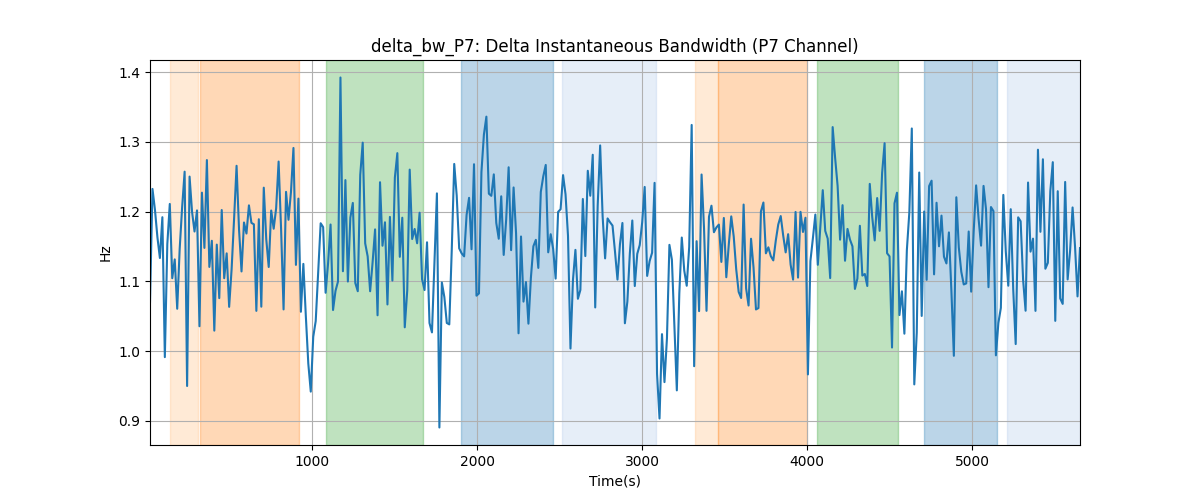 delta_bw_P7: Delta Instantaneous Bandwidth (P7 Channel)
1.4
1.3
1.2
1.1
1.0
0.9
Hz
1000 2000 3000 4000 5000
Time(s)